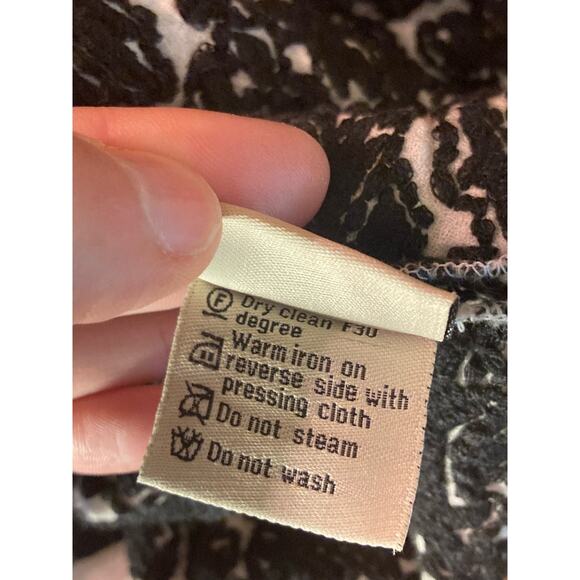 F Dry clean F30
degree
Warm iron on
reverse side with
pressing cloth
Do not steam
Do not wash